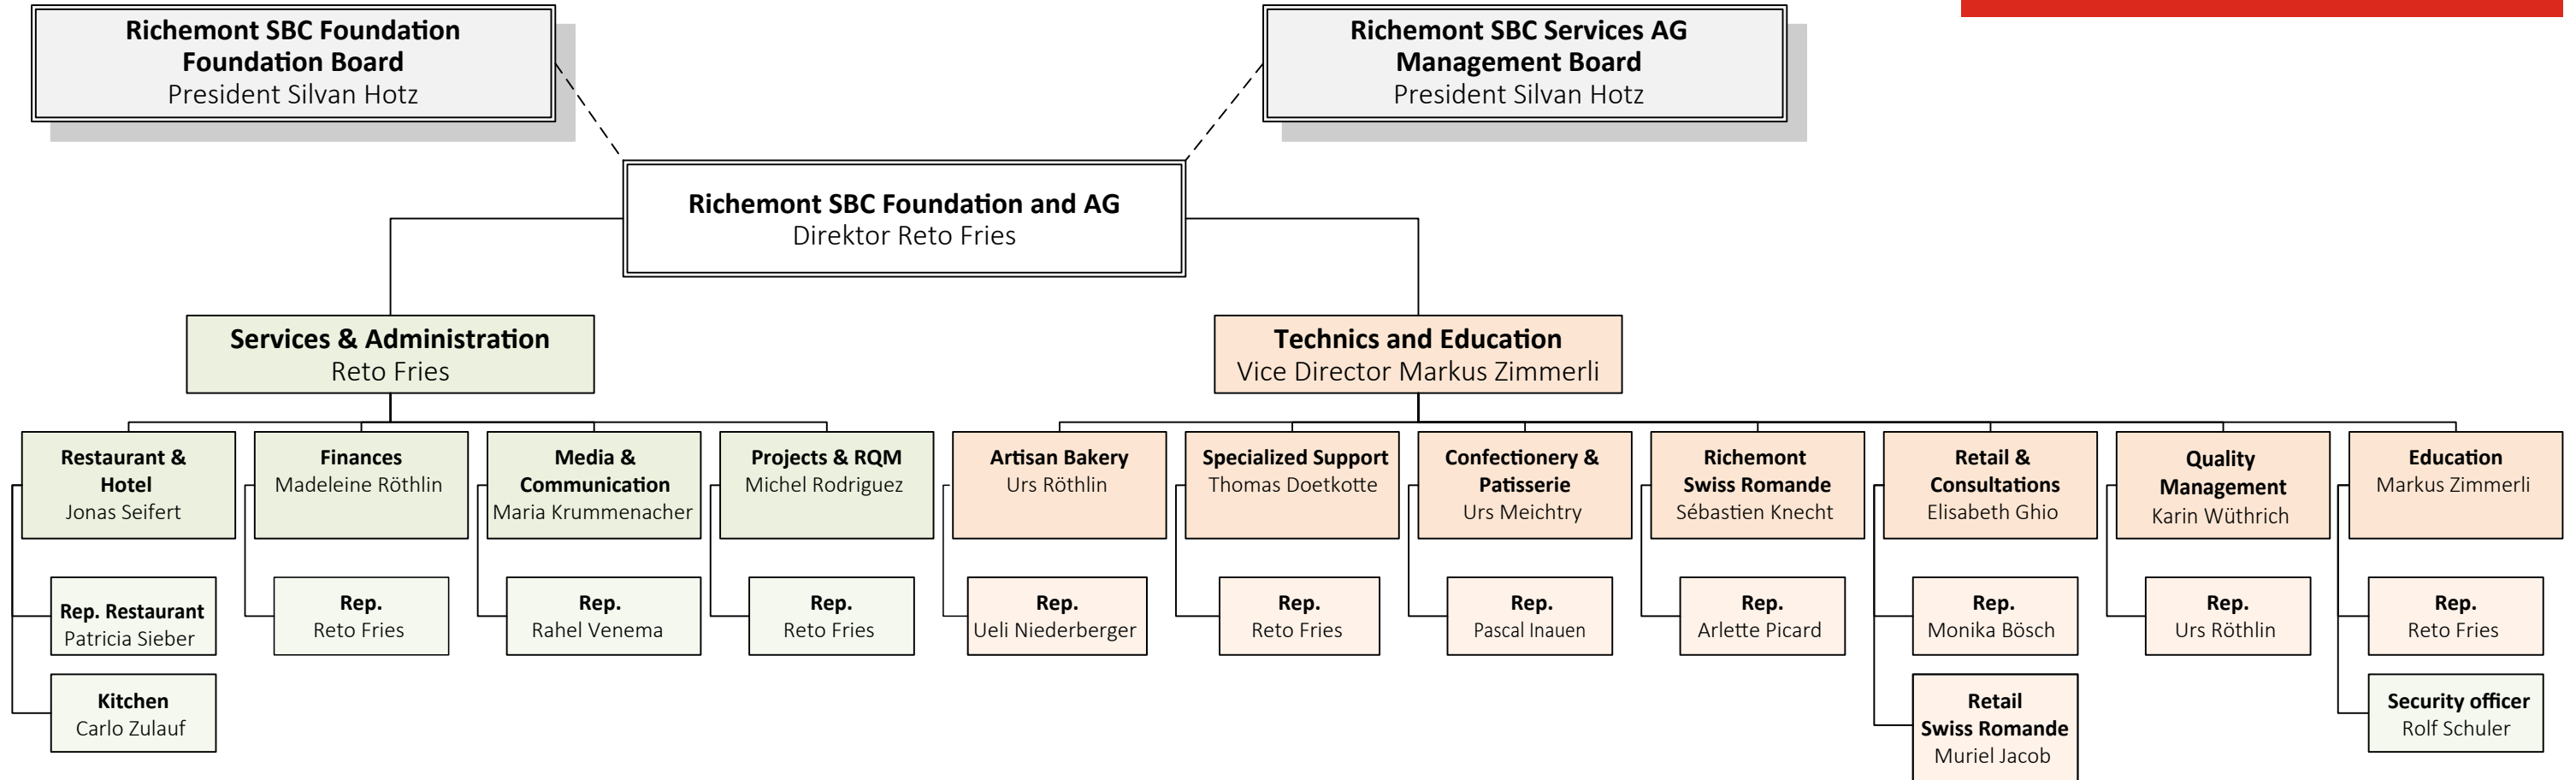 Richemont SBC Foundation
Foundation Board
President Silvan Hotz
Richemont SBC Services AG
Management Board
President Silvan Hotz
Richemont SBC Foundation and AG
Direktor Reto Fries
Services & Administration
Reto Fries
Technics and Education
Vice Director Markus Zimmerli
Restaurant &
Hotel
Jonas Seifert
Finances
Madeleine Röthlin
Media &
Communication
Maria Krummenacher
Projects & RQM
Michel Rodriguez
Artisan Bakery
Urs Röthlin
Specialized Support
Thomas Doetkotte
Confectionery &
Patisserie
Urs Meichtry
Richemont
Swiss Romande
Sébastien Knecht
Retail &
Consultations
Elisabeth Ghio
Quality
Management
Karin Wüthrich
Education
Markus Zimmerli
Rep. Restaurant
Patricia Sieber
Rep.
Reto Fries
Rep.
Rahel Venema
Rep.
Reto Fries
Rep.
Ueli Niederberger
Rep.
Reto Fries
Rep.
Pascal Inauen
Rep.
Arlette Picard
Rep.
Monika Bösch
Rep.
Urs Röthlin
Rep.
Reto Fries
Kitchen
Carlo Zulauf
Retail
Swiss Romande
Muriel Jacob
Security officer
Rolf Schuler